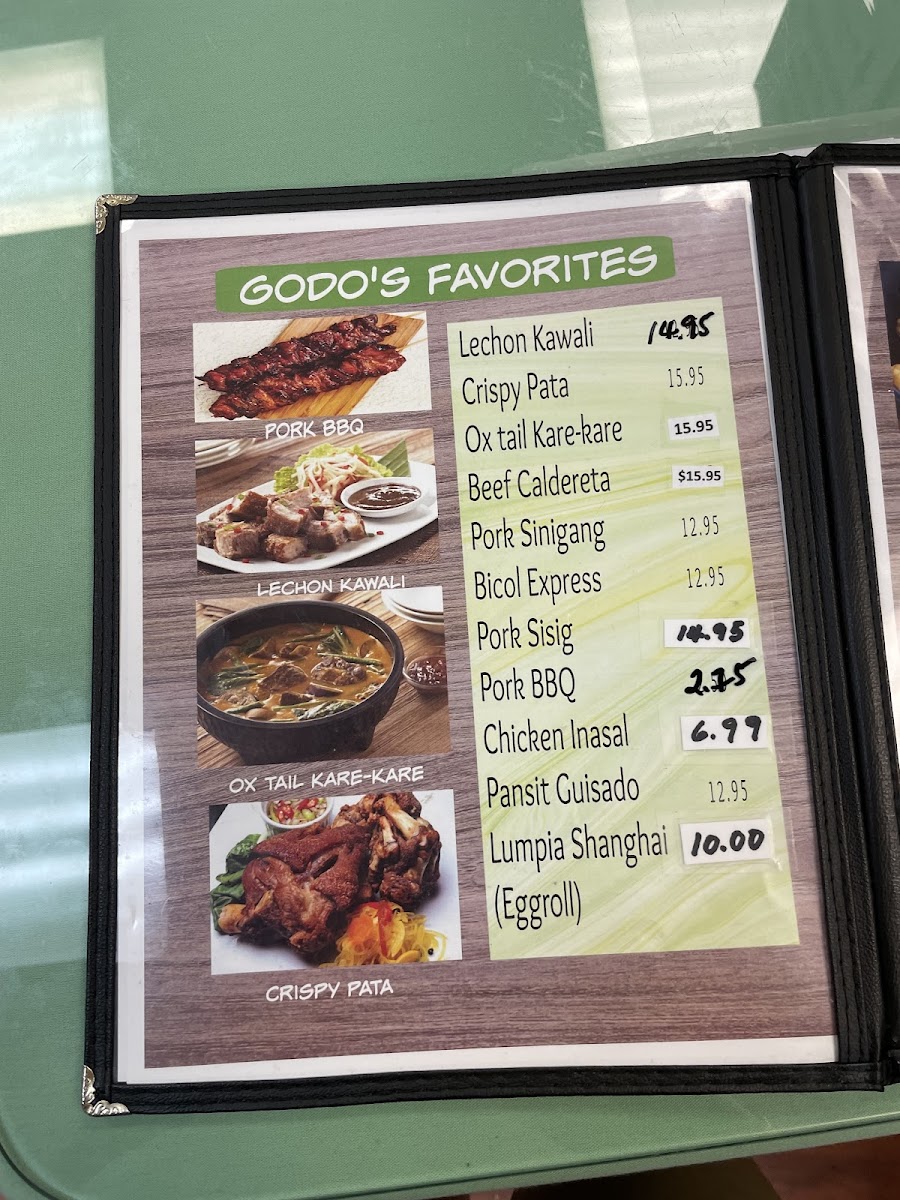 GODO'S FAVORITES
PORK BBQ
LECHON KAWALI
OX TAIL KARE-KARE
CRISPY PATA
Lechon Kawali 14.95
Crispy Pata 15.95
Ox tail Kare-kare 15.95
Beef Caldereta $15.95
Pork Sinigang 12.95
Bicol Express 12.95
Pork Sisig 14.95
Pork BBQ 2.75
Chicken Inasal 6.99
Pansit Guisado 12.95
Lumpia Shanghai 10.00
(Eggroll)